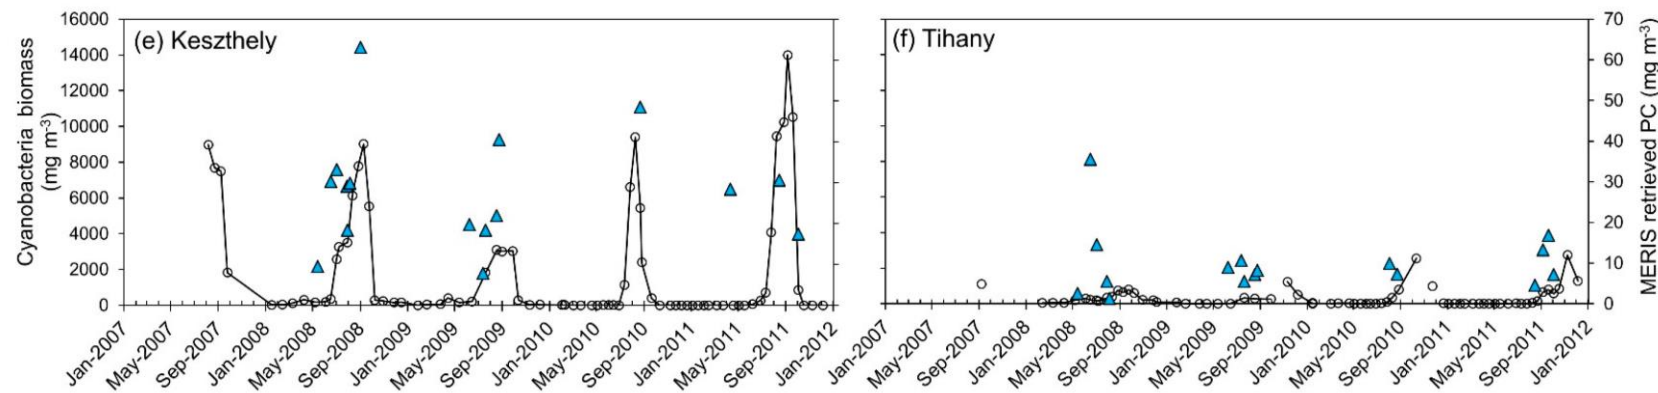 (e) Keszthely
(f) Tihany
Cyanobacteria biomass
(mg m-3)
16000
14000
12000
10000
8000
6000
4000
2000
0
Jan-2007
May-2007
Sep-2007
Jan-2008
May-2008
Sep-2008
Jan-2009
May-2009
Sep-2009
Jan-2010
May-2010
Sep-2010
Jan-2011
May-2011
Sep-2011
Jan-2012
Jan-2007
May-2007
Sep-2007
Jan-2008
May-2008
Sep-2008
Jan-2009
May-2009
Sep-2009
Jan-2010
May-2010
Sep-2010
Jan-2011
May-2011
Sep-2011
Jan-2012
70
60
50
40
30
20
10
0
MERIS retrieved PC (mg m-3)